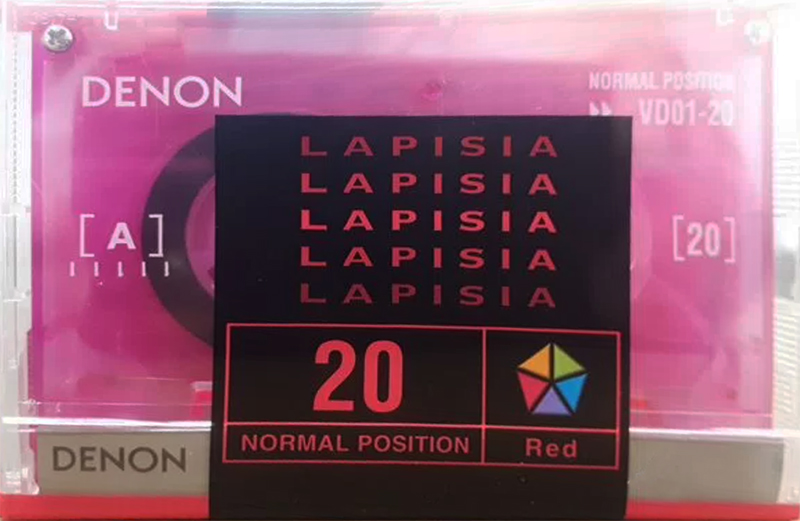 DENON
NORMAL POSITION
VD01-20
LAPISIA
LAPISIA
LAPISIA
LAPISIA
LAPISIA
[A]
[20]
20
NORMAL POSITION
Red
DENON